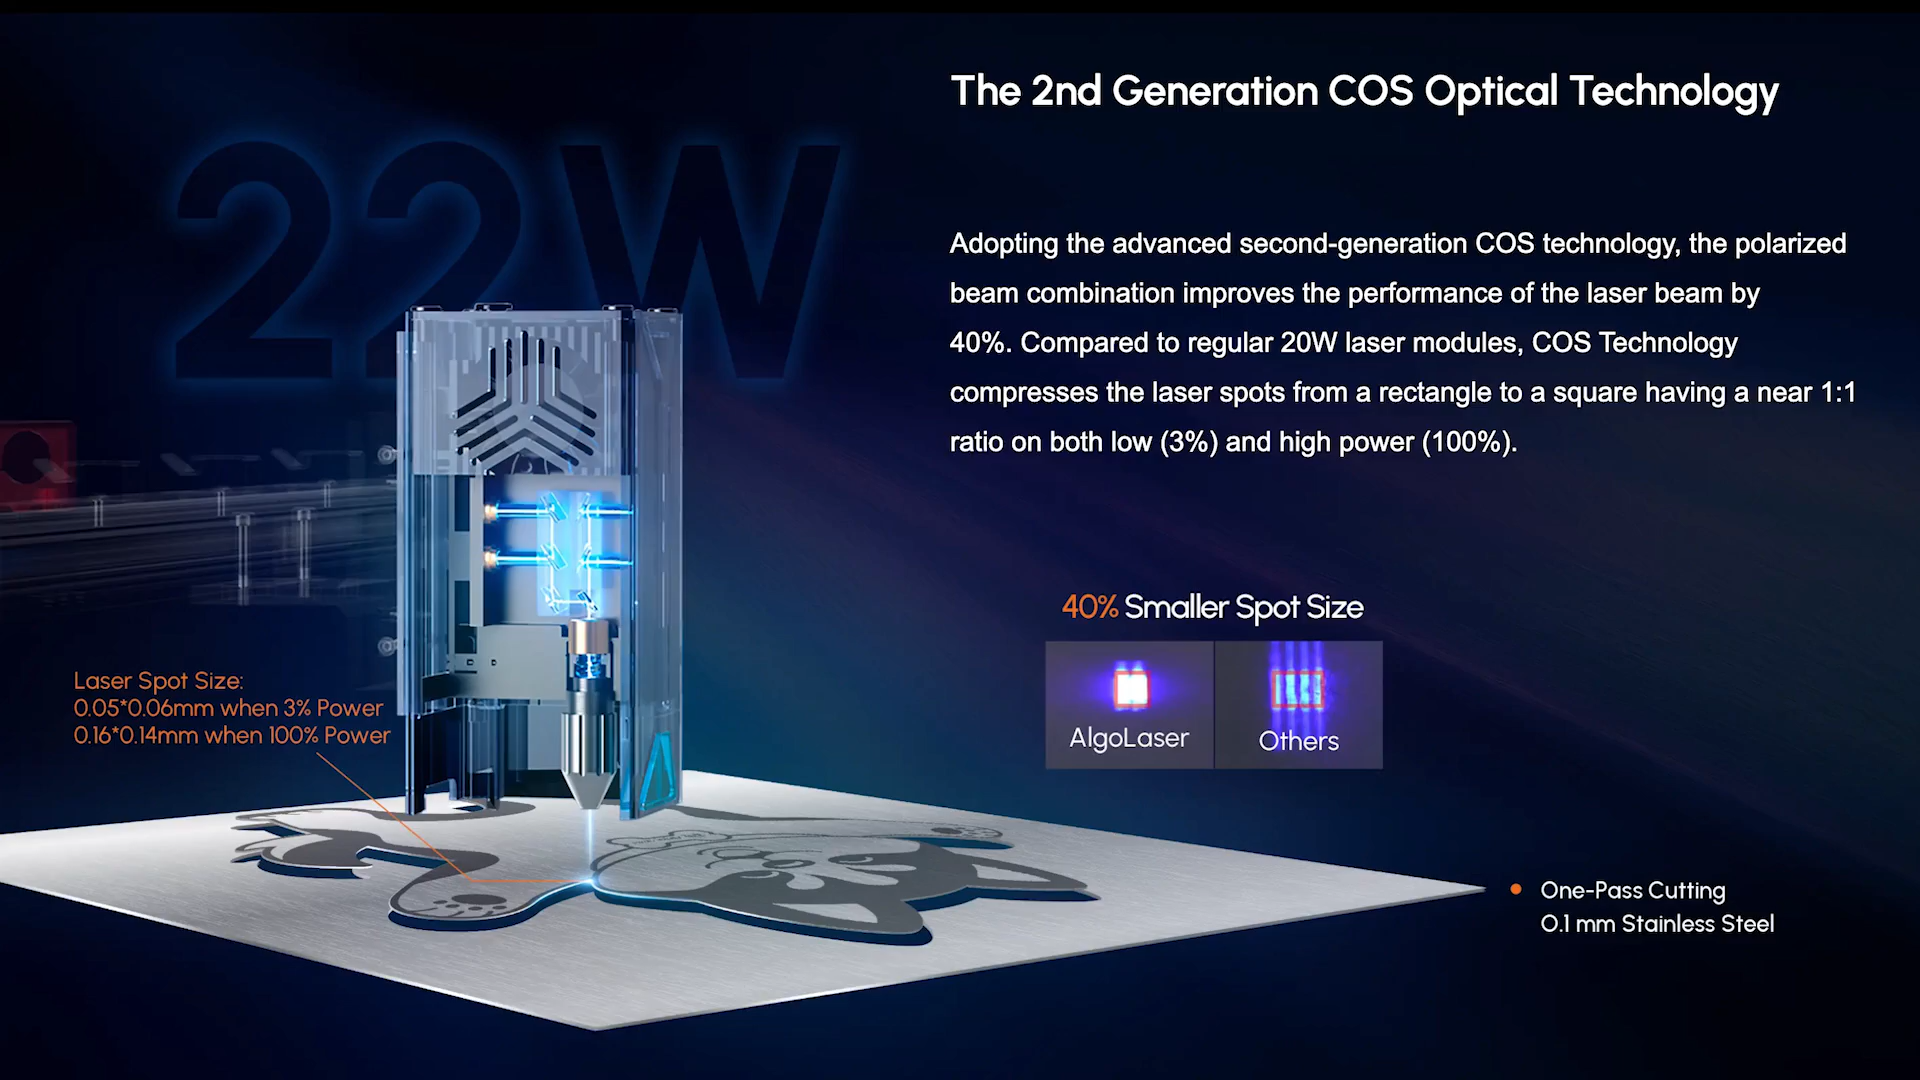 The 2nd Generation COS Optical Technology
22W
Adopting the advanced second-generation COS technology, the polarized
beam combination improves the performance of the laser beam by
40%. Compared to regular 20W laser modules, COS Technology
compresses the laser spots from a rectangle to a square having a near 1:1
ratio on both low (3%) and high power (100%).
40% Smaller Spot Size
AlgoLaser
Others
Laser Spot Size:
0.05*0.06mm when 3% Power
0.16*0.14mm when 100% Power
One-Pass Cutting
0.1 mm Stainless Steel